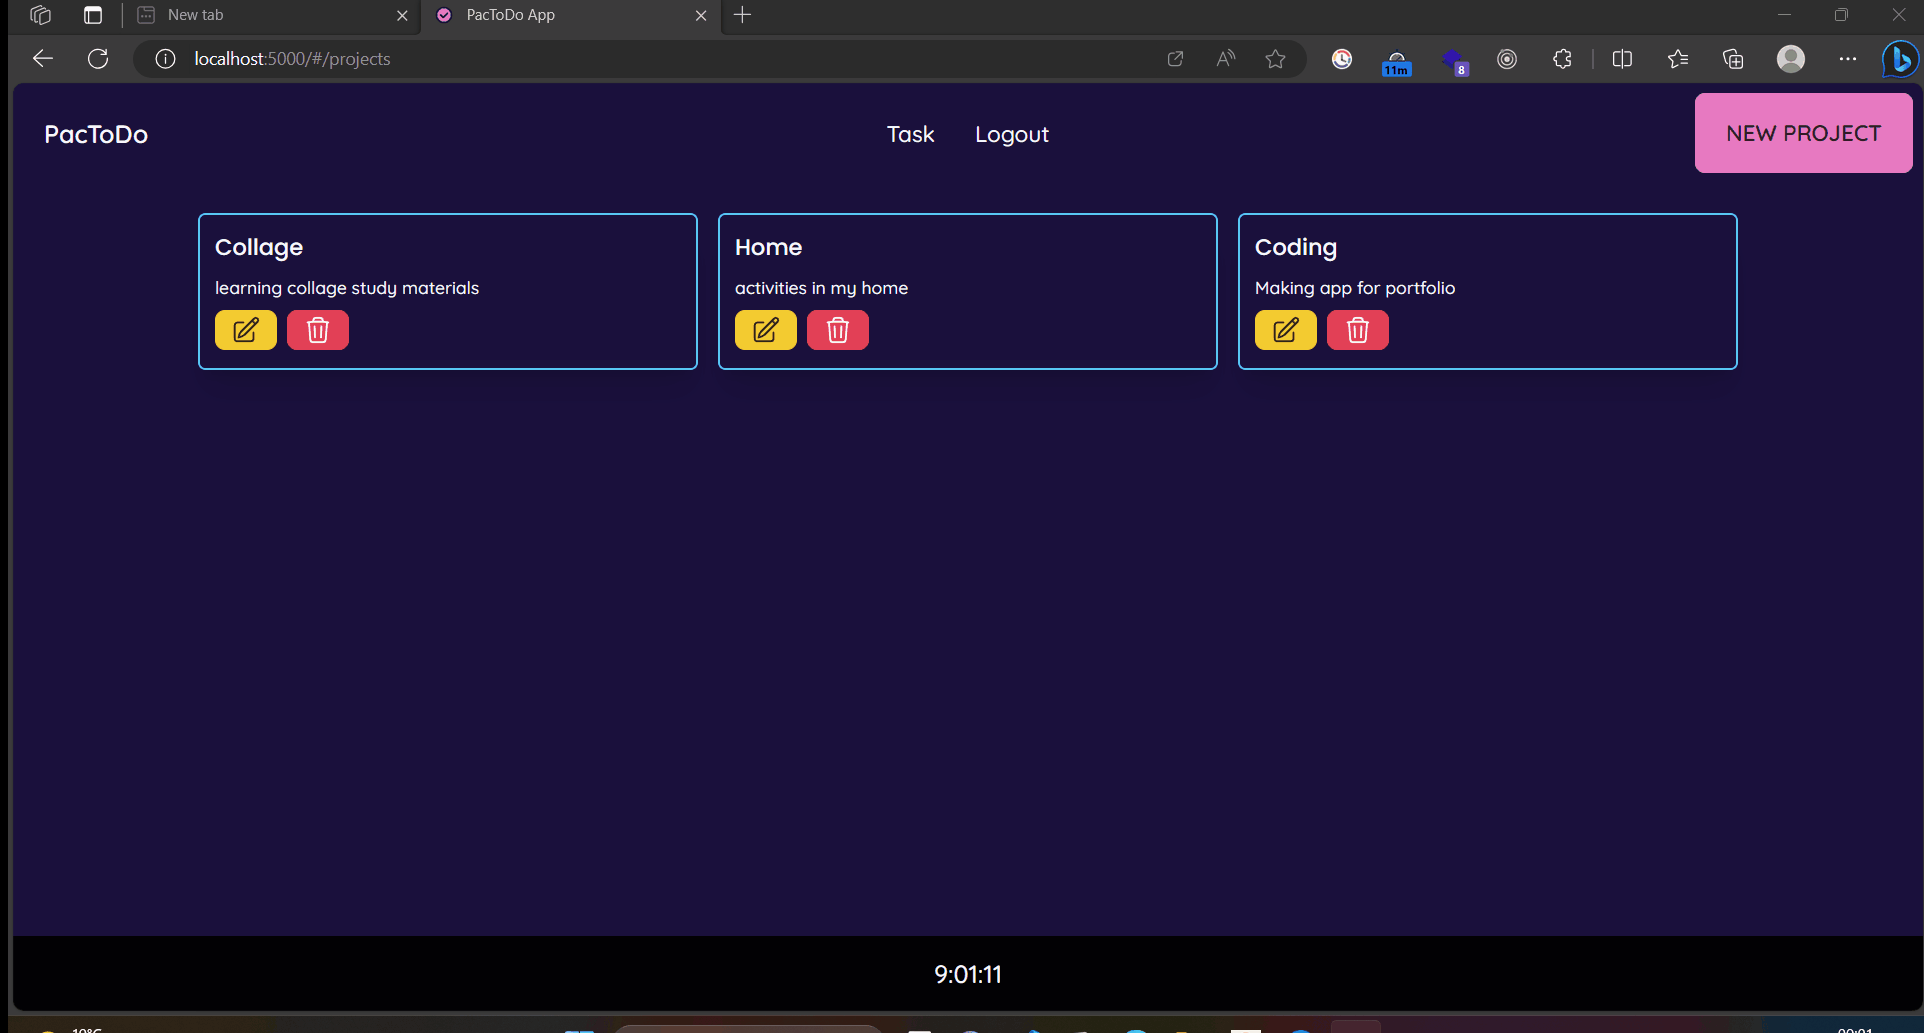 New tab
PacToDo App
localhost:5000/#/projects
11m
8
PacToDo
Task
Logout
NEW PROJECT
Collage
learning collage study materials
Home
activities in my home
Coding
Making app for portfolio
9:01:11